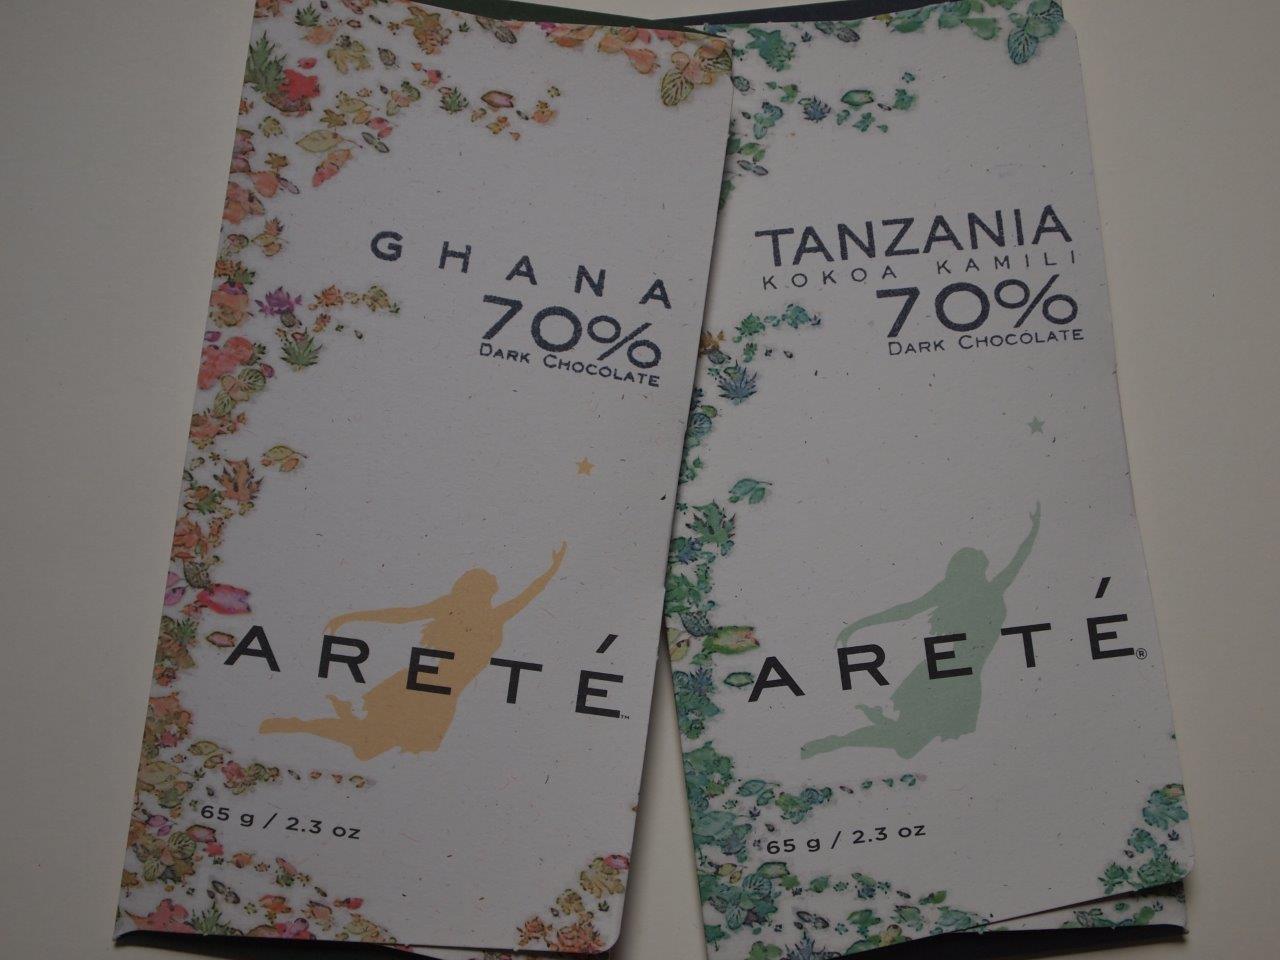 GHANA
70%
DARK CHOCOLATE
ARETÉ™
65 g / 2.3 oz
TANZANIA
KOKOA KAMILI
70%
DARK CHOCOLATE
ARETÉ®
65 g / 2.3 oz